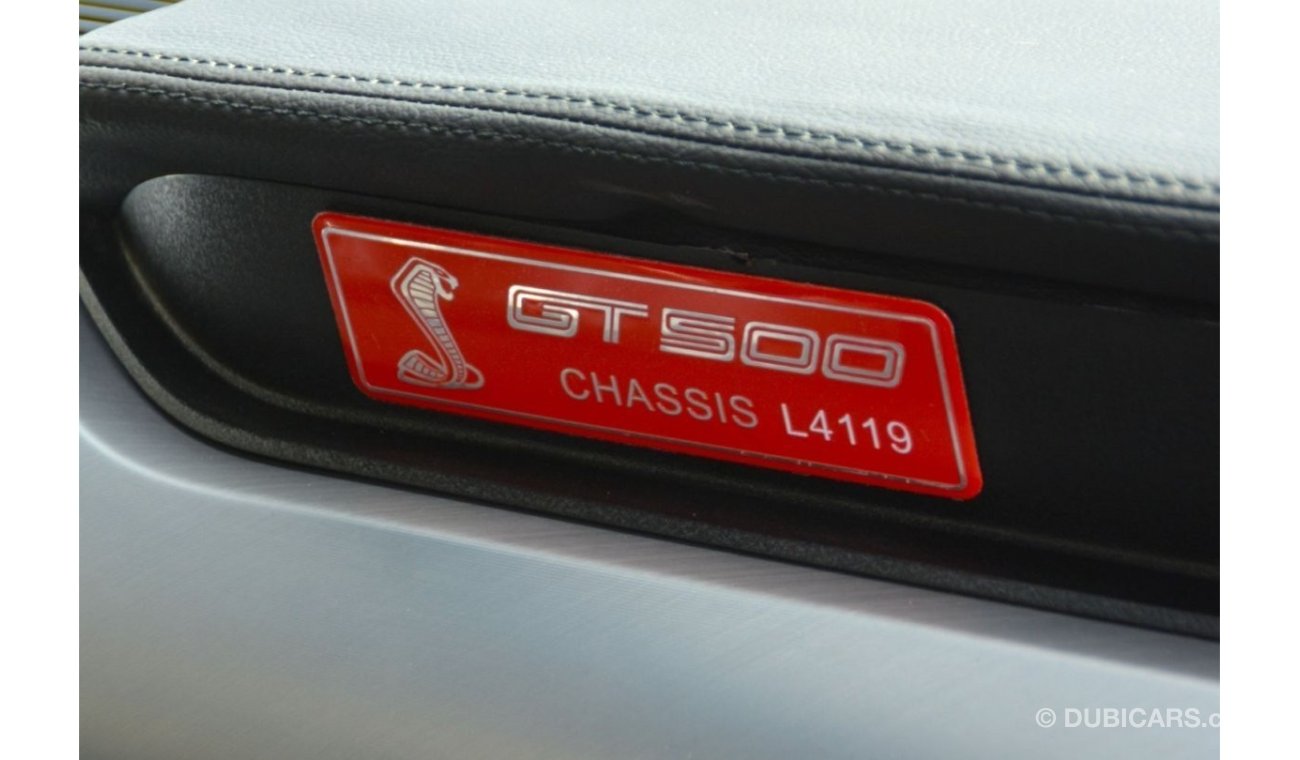 GT500
CHASSIS L4119
© DUBICARS.c